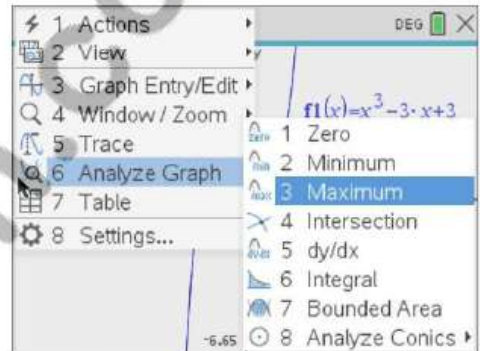 1 Actions
2 View
3 Graph Entry/Edit
4 Window / Zoom
5 Trace
6 Analyze Graph
7 Table
8 Settings...
DEG
y
f1(x)=x³-3·x+3
1 Zero
2 Minimum
3 Maximum
4 Intersection
5 dy/dx
6 Integral
7 Bounded Area
8 Analyze Conics
-6.65